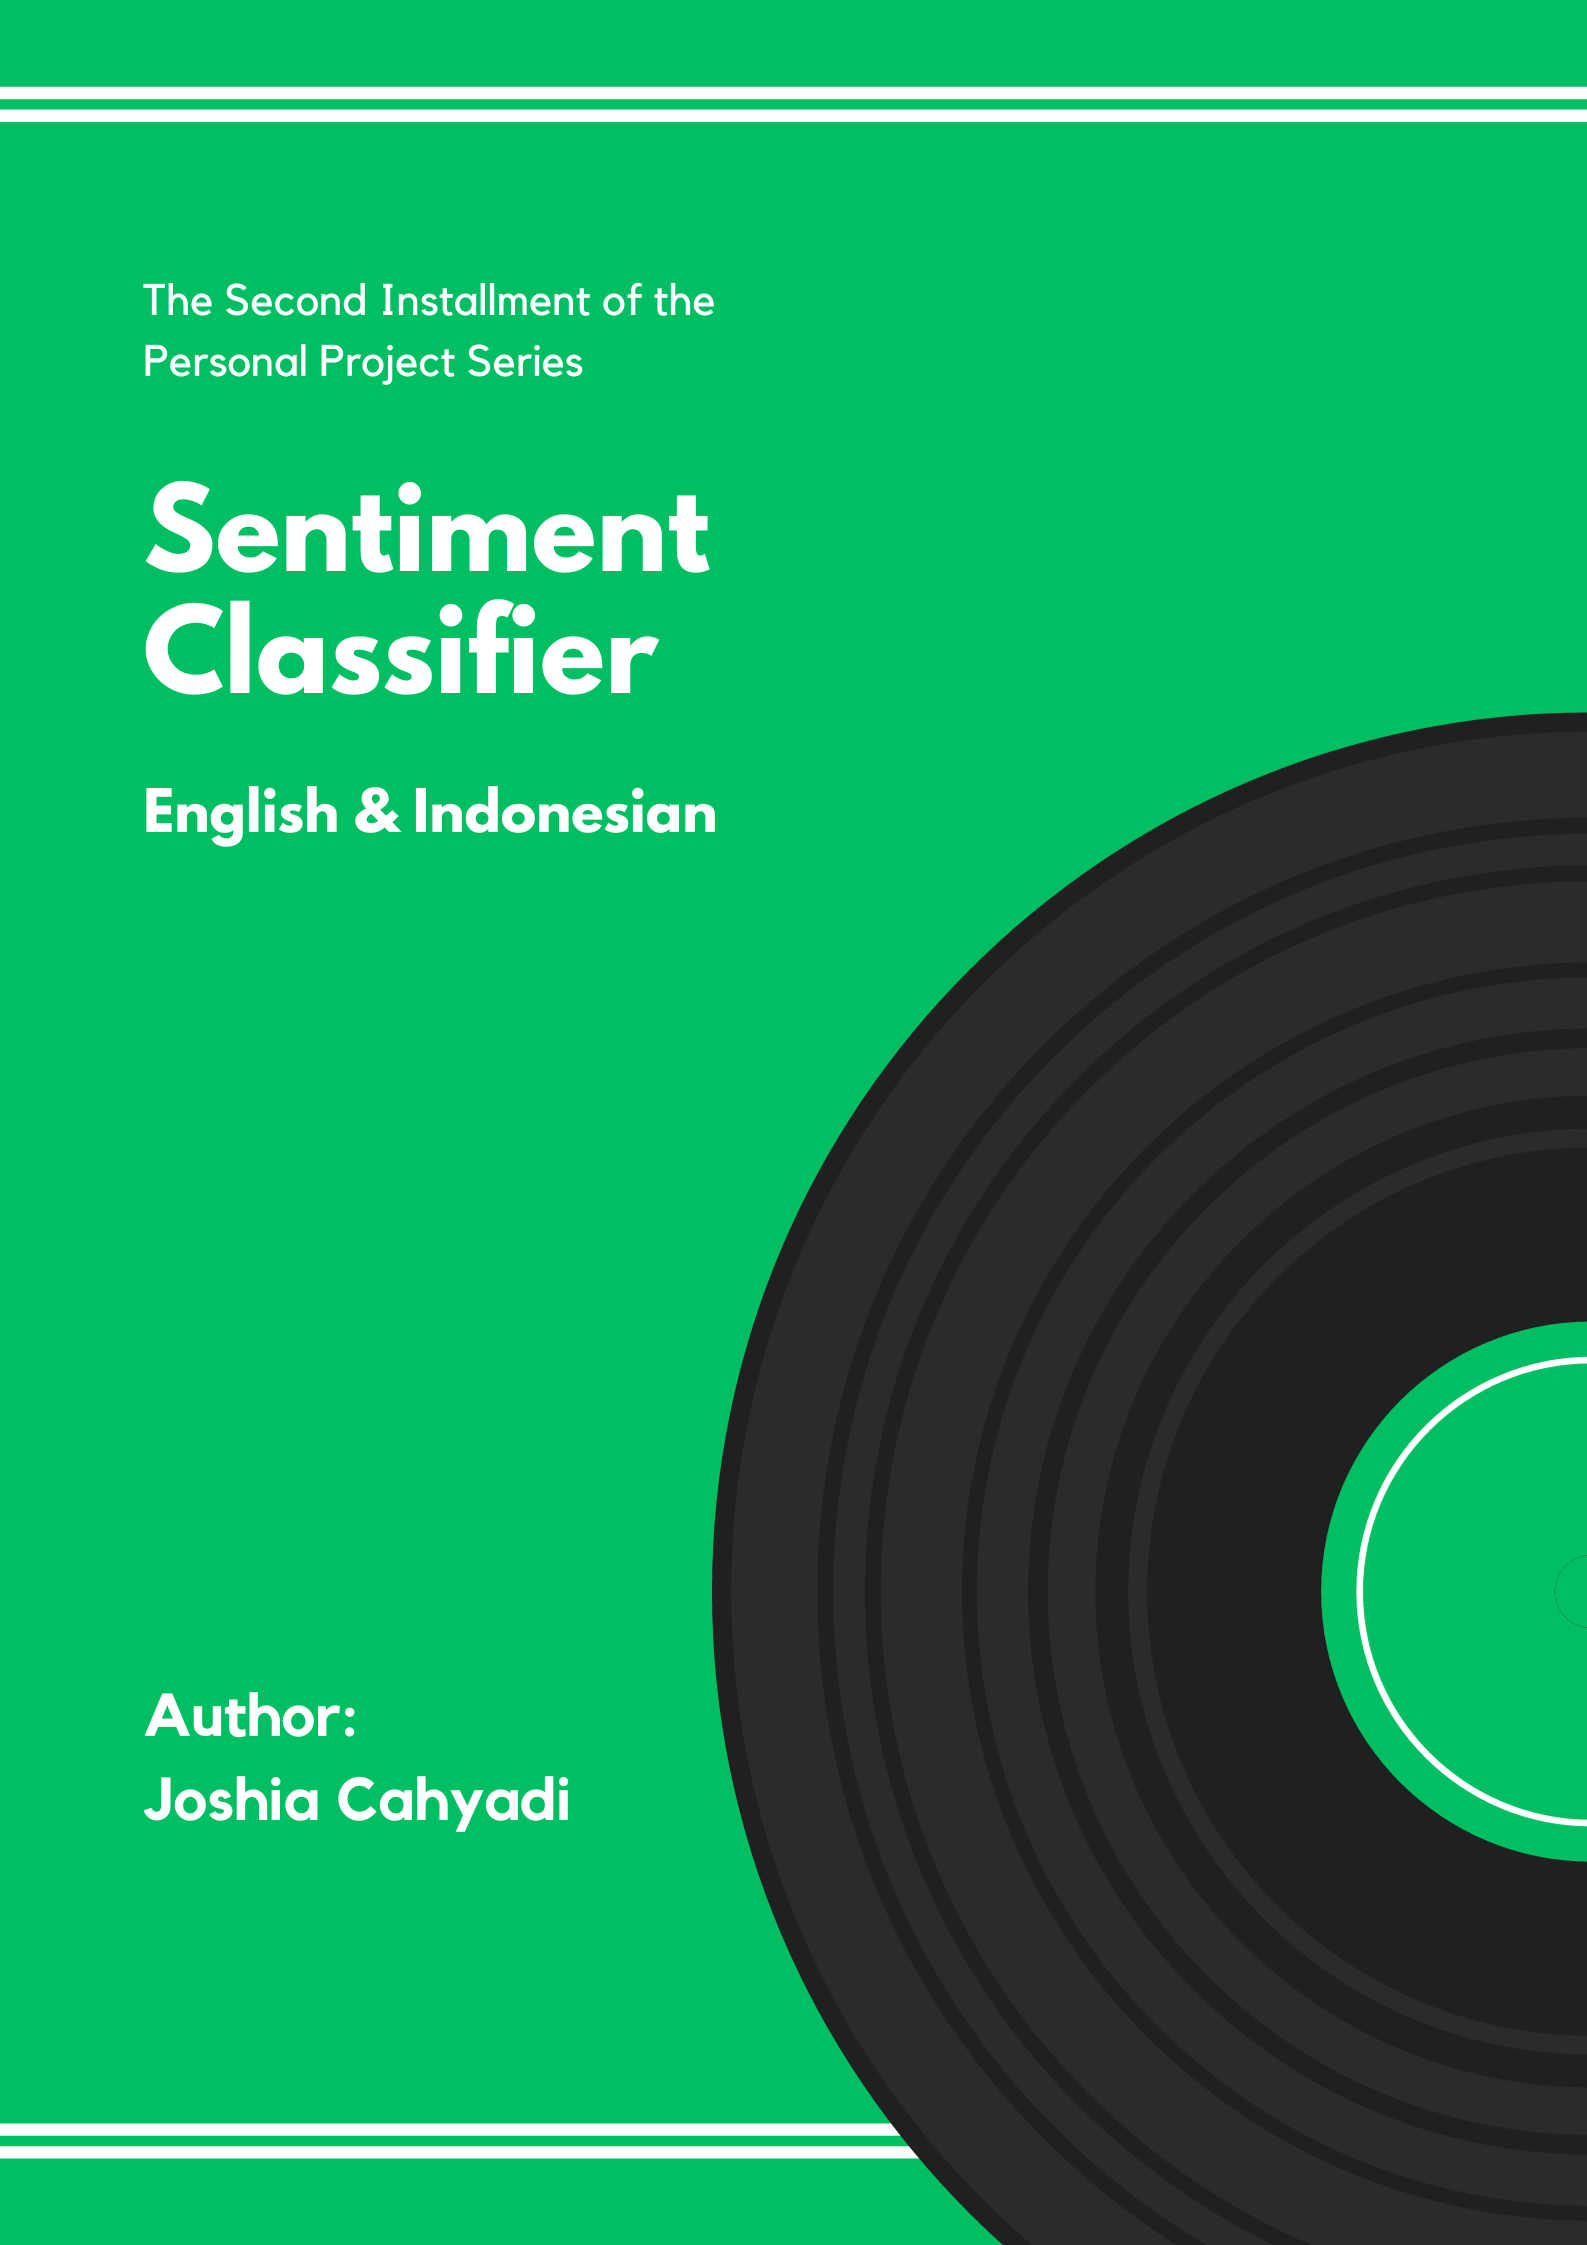 The Second Installment of the
Personal Project Series
Sentiment
Classifier
English & Indonesian
Author:
Joshia Cahyadi